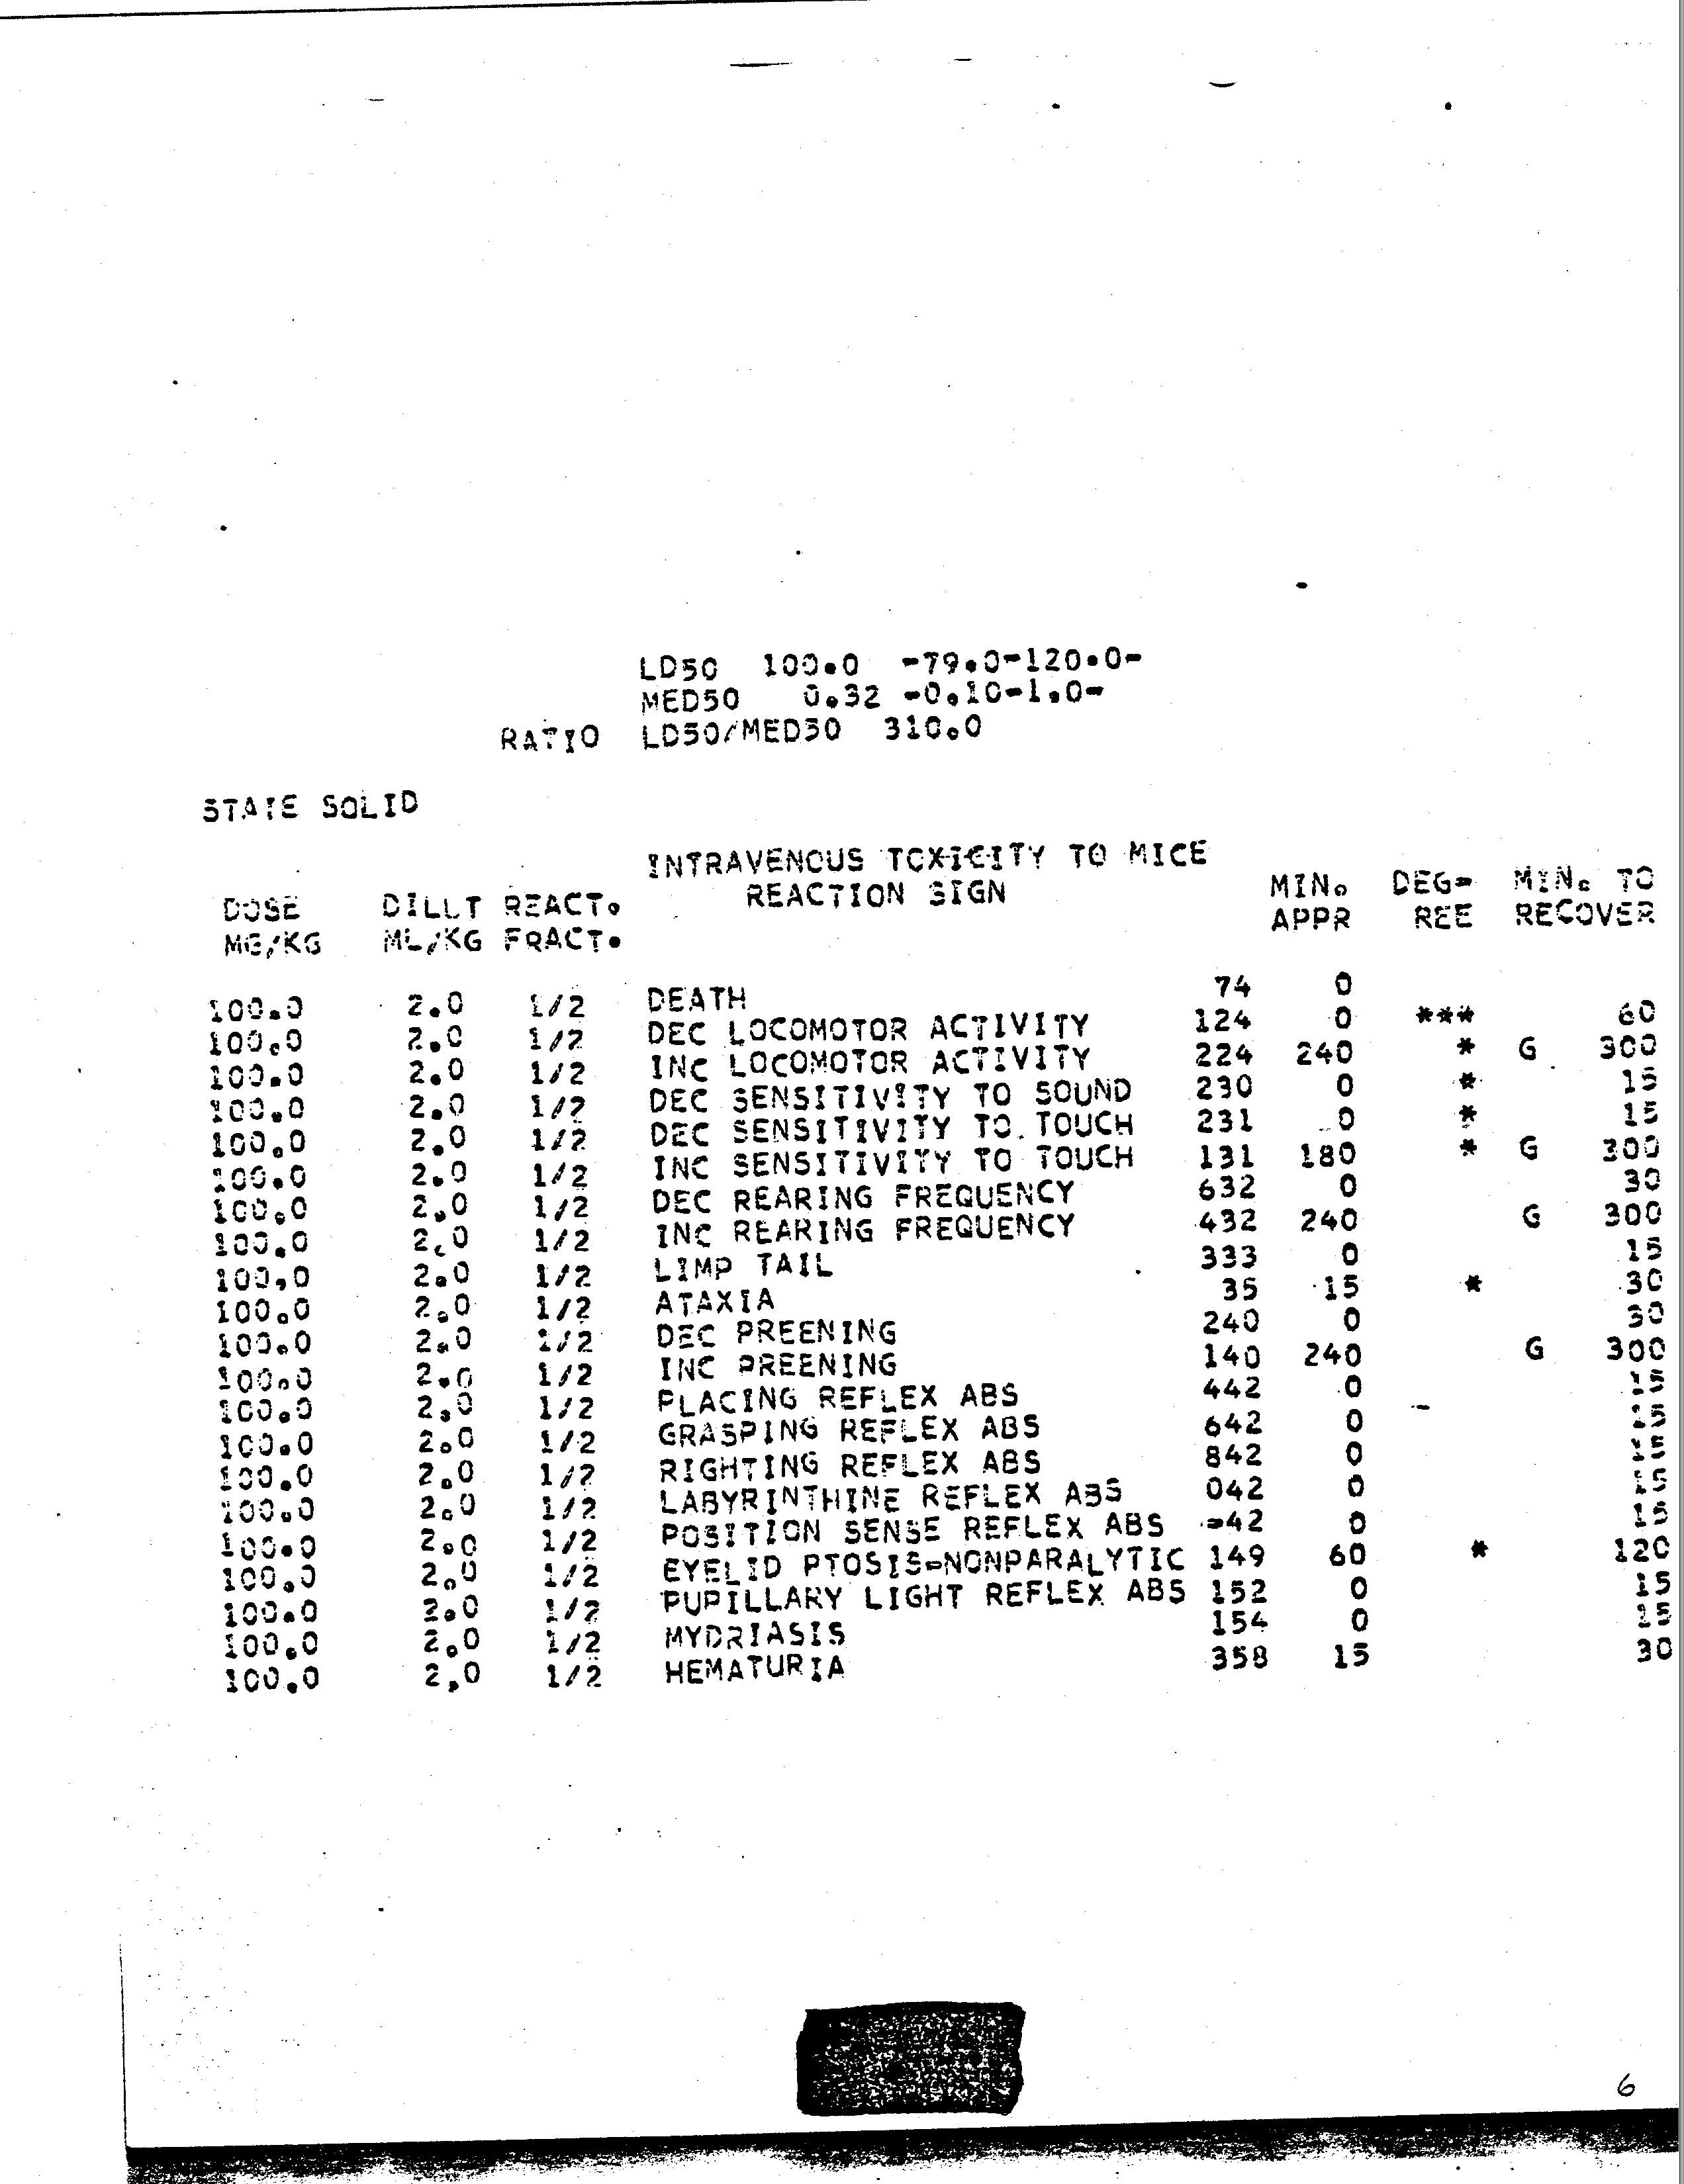 LD50 100.0 -79.0-120.0-
MED50 0.32 -0.10-1.0-
RATIO LD50/MED50 310.0
STATE SOLID
INTRAVENOUS TOXICITY TO MICE
DOSE DILUT REACT. REACTION SIGN MIN. DEG- MIN. TO
MG/KG ML/KG FRACT. APPR REE RECOVER
100.0 2.0 1/2 DEATH 74 0
100.0 2.0 1/2 DEC LOCOMOTOR ACTIVITY 124 0 *** 60
100.0 2.0 1/2 INC LOCOMOTOR ACTIVITY 224 240 * G 300
100.0 2.0 1/2 DEC SENSITIVITY TO SOUND 230 0 * 15
100.0 2.0 1/2 DEC SENSITIVITY TO TOUCH 231 0 * 15
100.0 2.0 1/2 INC SENSITIVITY TO TOUCH 131 180 * G 300
100.0 2.0 1/2 DEC REARING FREQUENCY 632 0 30
100.0 2.0 1/2 INC REARING FREQUENCY 432 240 G 300
100.0 2.0 1/2 LIMP TAIL 333 0 15
100.0 2.0 1/2 ATAXIA 35 15 * 30
100.0 2.0 1/2 DEC PREENING 240 0 30
100.0 2.0 1/2 INC PREENING 140 240 G 300
100.0 2.0 1/2 PLACING REFLEX ABS 442 0 15
100.0 2.0 1/2 GRASPING REFLEX ABS 642 0 15
100.0 2.0 1/2 RIGHTING REFLEX ABS 842 0 15
100.0 2.0 1/2 LABYRINTHINE REFLEX ABS 042 0 15
100.0 2.0 1/2 POSITION SENSE REFLEX ABS -42 0 15
100.0 2.0 1/2 EYELID PTOSIS-NONPARALYTIC 149 60 * 120
100.0 2.0 1/2 PUPILLARY LIGHT REFLEX ABS 152 0 15
100.0 2.0 1/2 MYDRIASIS 154 0 15
100.0 2.0 1/2 HEMATURIA 358 15 30
6